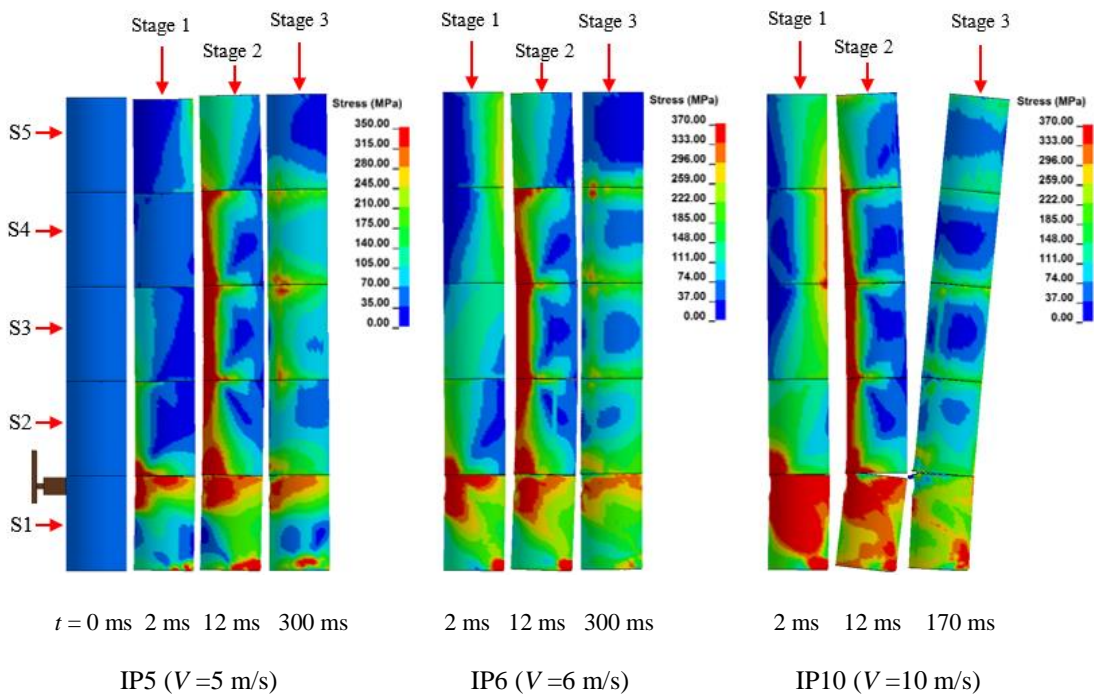 Stage 1
Stage 2
Stage 3
Stage 1
Stage 2
Stage 3
Stage 1
Stage 2
Stage 3
S5
S4
S3
S2
S1
Stress (MPa)
350.00
315.00
280.00
245.00
210.00
175.00
140.00
105.00
70.00
35.00
0.00
Stress (MPa)
370.00
333.00
296.00
259.00
222.00
185.00
148.00
111.00
74.00
37.00
0.00
Stress (MPa)
370.00
333.00
296.00
259.00
222.00
185.00
148.00
111.00
74.00
37.00
0.00
t = 0 ms 2 ms 12 ms 300 ms
2 ms 12 ms 300 ms
2 ms 12 ms 170 ms
IP5 (V =5 m/s)
IP6 (V =6 m/s)
IP10 (V =10 m/s)